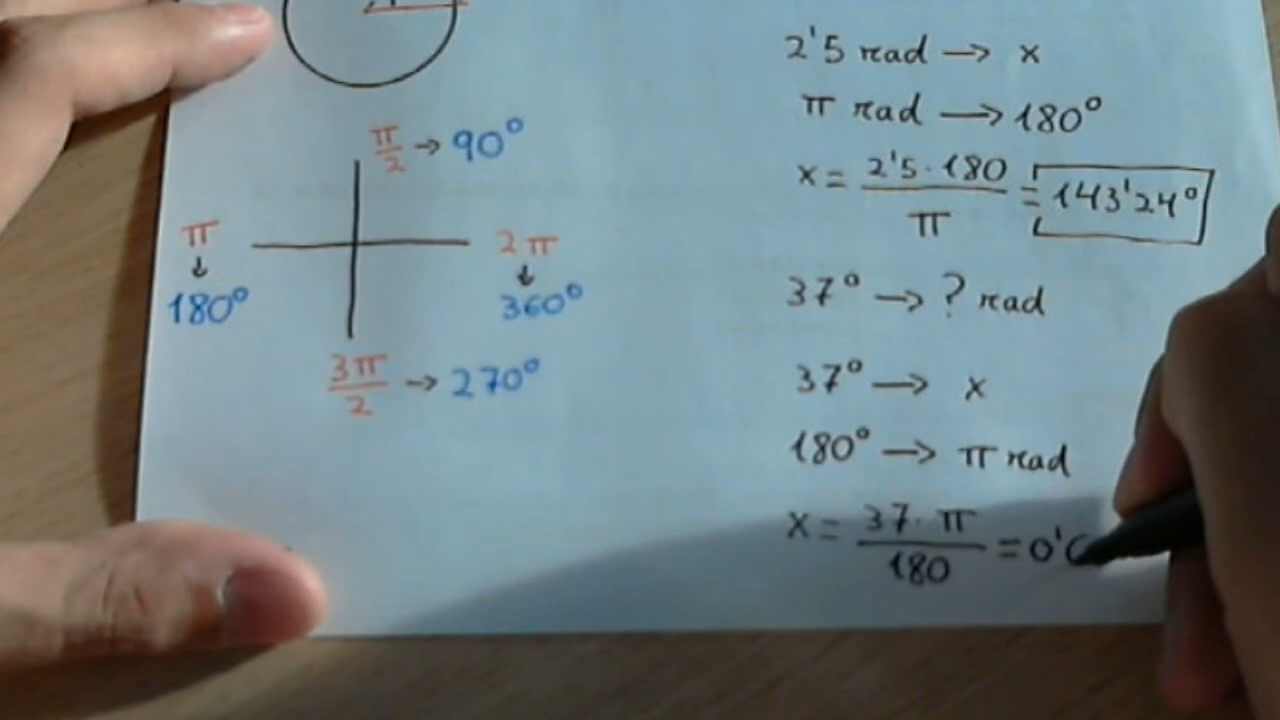 π/2 → 90°
π
↓
180°
2π
↓
360°
3π/2 → 270°
2'5 rad → x
π rad → 180°
x = 2'5 · 180 / π = 143'24°
37° → ? rad
37° → x
180° → π rad
x = 37 · π / 180 = 0'